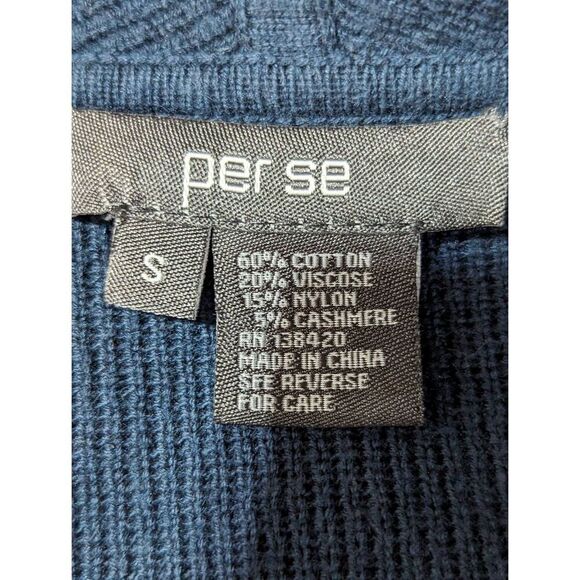 per se
S
60% COTTON
20% VISCOSE
15% NYLON
5% CASHMERE
RN 138420
MADE IN CHINA
SEE REVERSE
FOR CARE